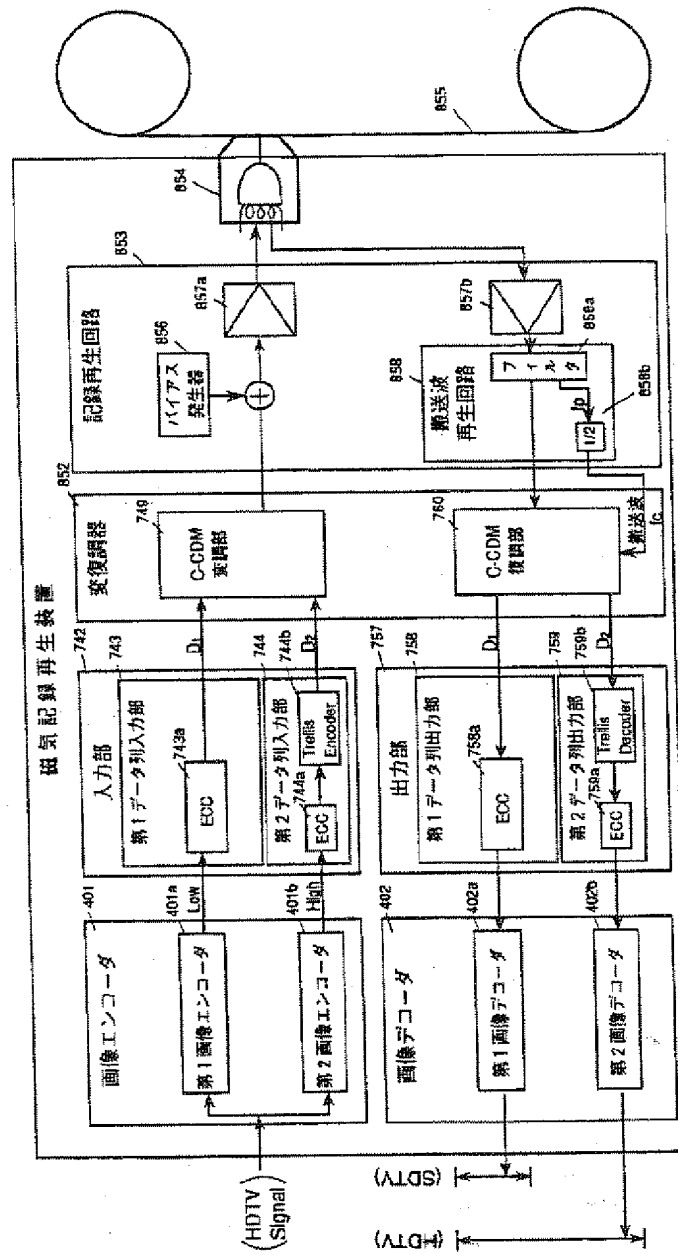 磁気記録再生装置
(HDTV Signal)
画像エンコーダ
401
第1画像エンコーダ
401a
Low
第2画像エンコーダ
401b
High
入力部
742
第1データ列入力部
743
ECC
743a
D1
第2データ列入力部
744
ECC
744a
Trellis
Encoder
744b
D2
変復調器
852
C-CDM
変調部
749
記録再生回路
853
バイアス
発生器
856
857a
854
855
857b
搬送波
再生回路
858
フィルタ
858a
fp
1/2
858b
搬送波
fc
C-CDM
復調部
760
出力部
757
第1データ列出力部
758
D1
ECC
758a
第2データ列出力部
759
D2
Trellis
Decoder
759b
ECC
759a
画像デコーダ
402
第1画像デコーダ
402a
第2画像デコーダ
402b
(SDTV)
(HDTV)